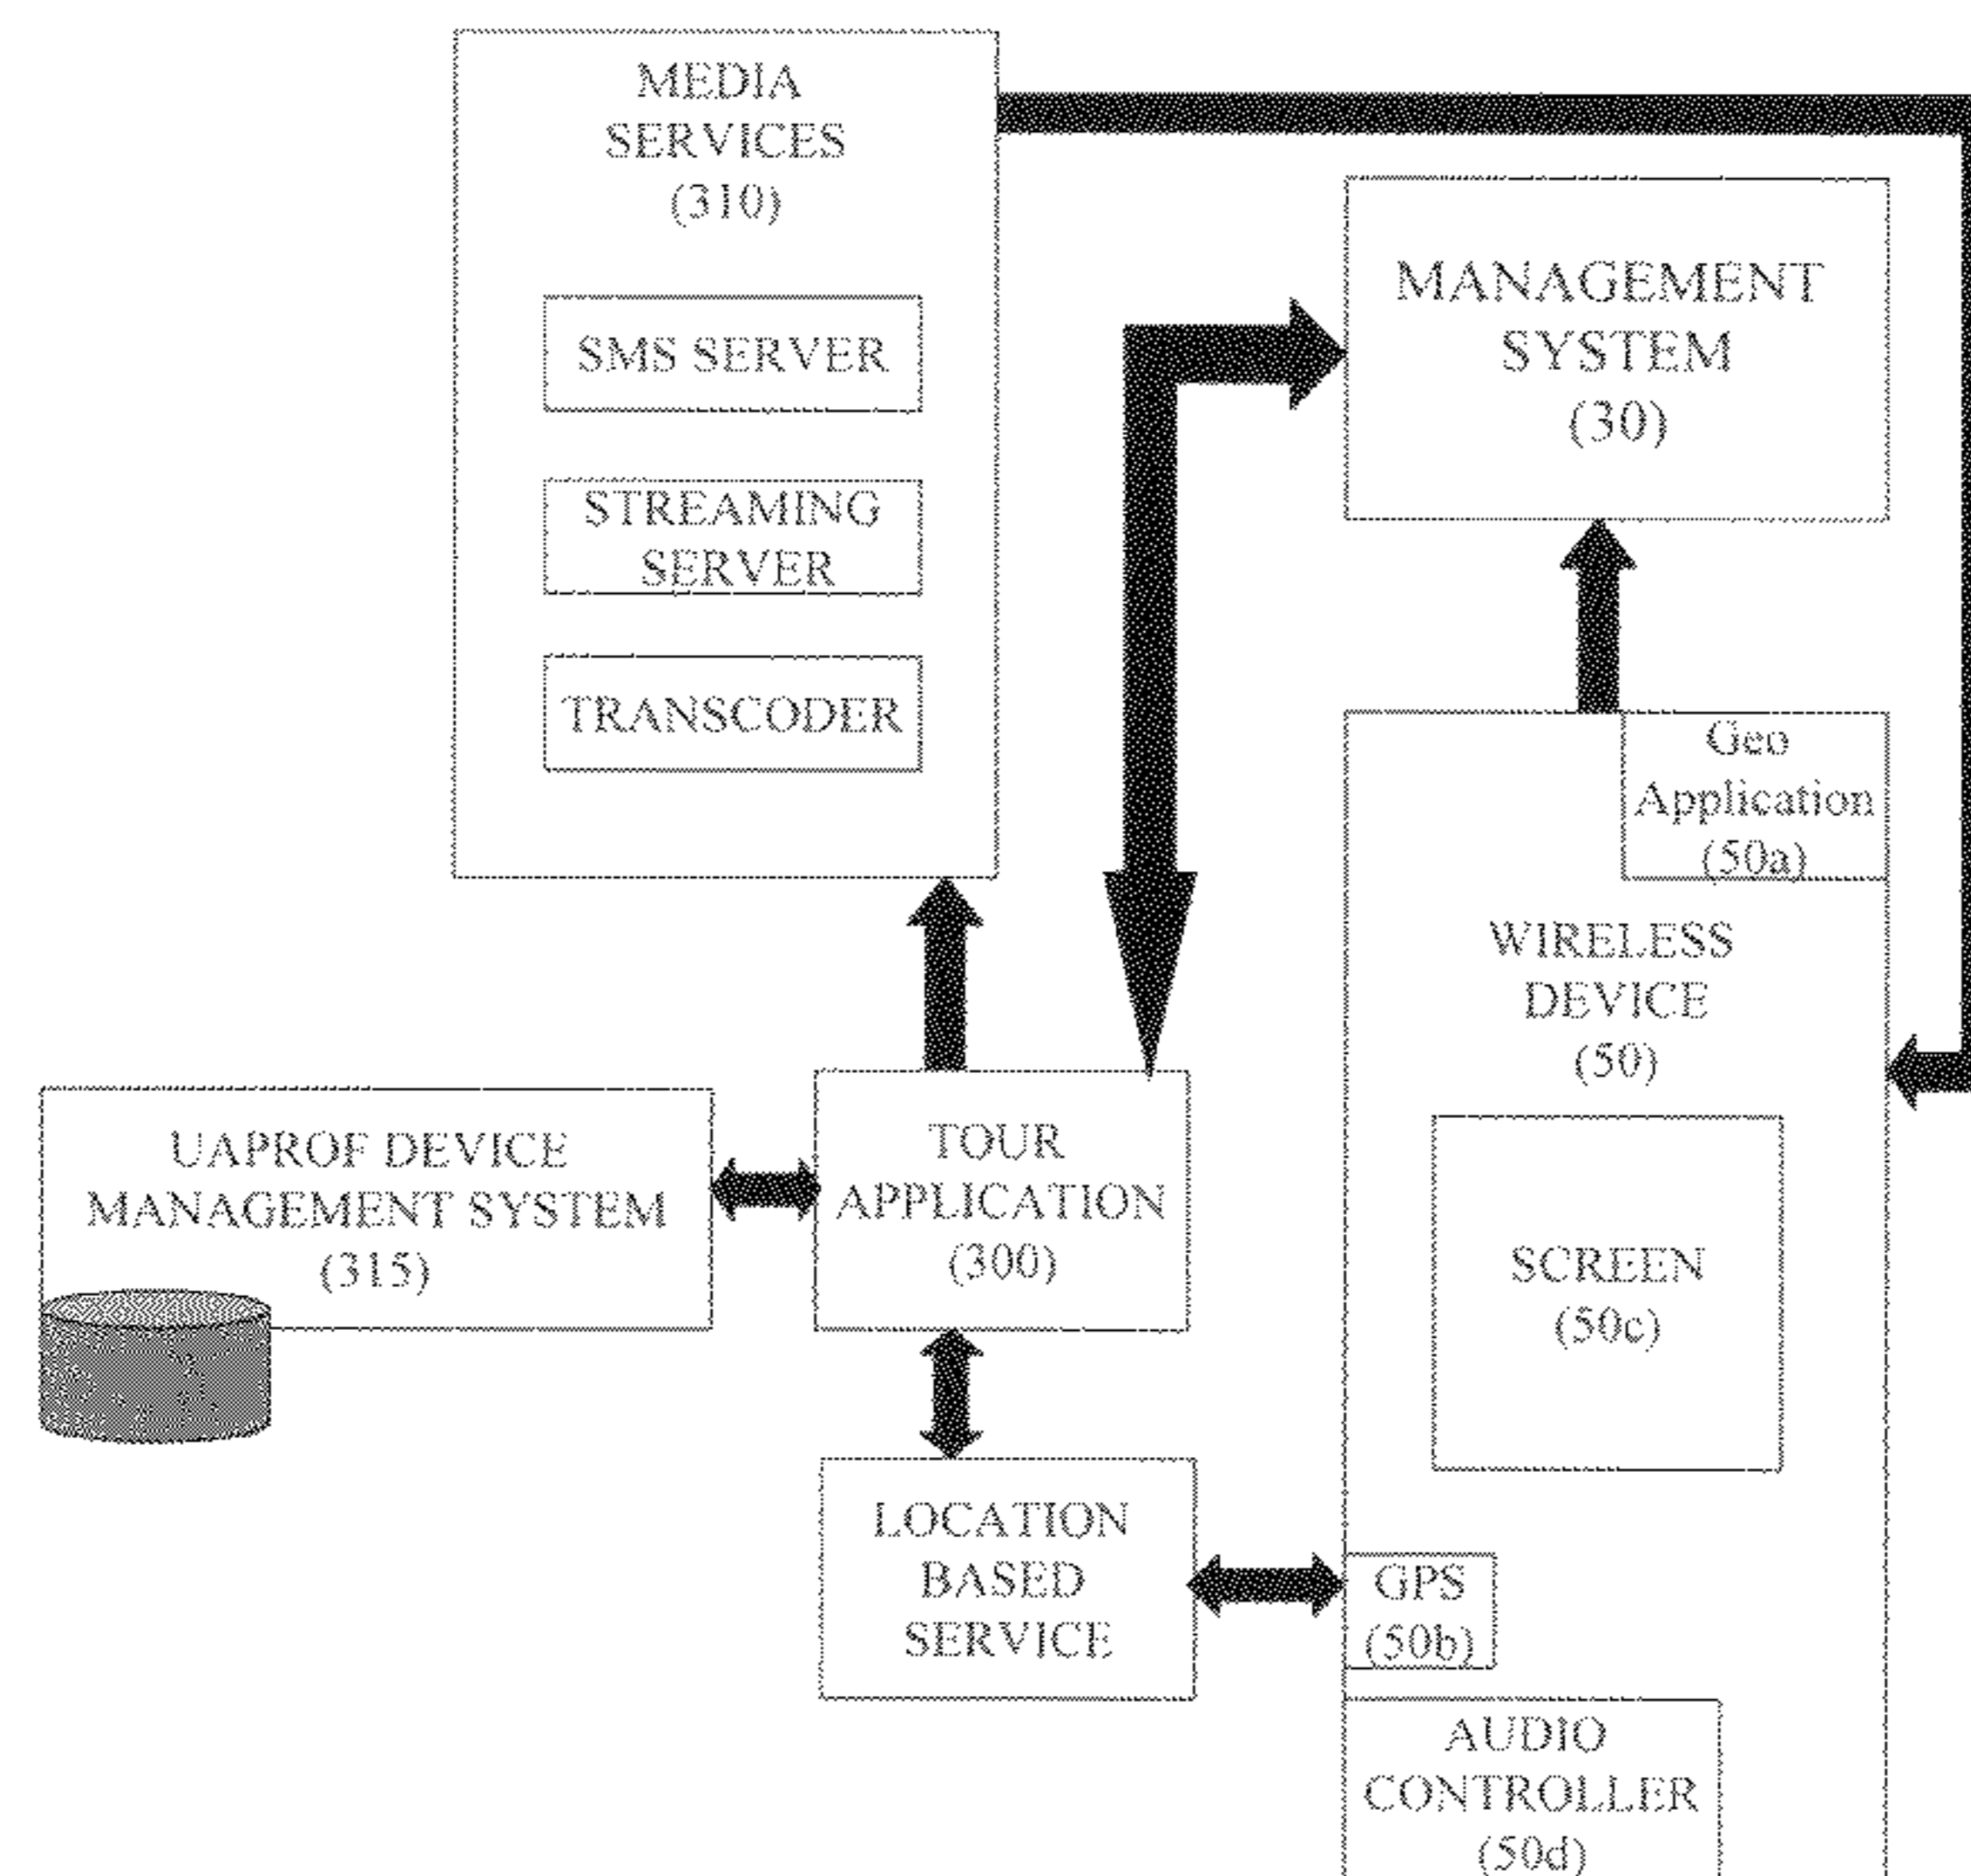 MEDIA
SERVICES
(310)
SMS SERVER
STREAMING
SERVER
TRANSCODER
MANAGEMENT
SYSTEM
(30)
Geo
Application
(50a)
WIRELESS
DEVICE
(50)
SCREEN
(50c)
UAPROF DEVICE
MANAGEMENT SYSTEM
(315)
TOUR
APPLICATION
(300)
LOCATION
BASED
SERVICE
GPS
(50b)
AUDIO
CONTROLLER
(50d)